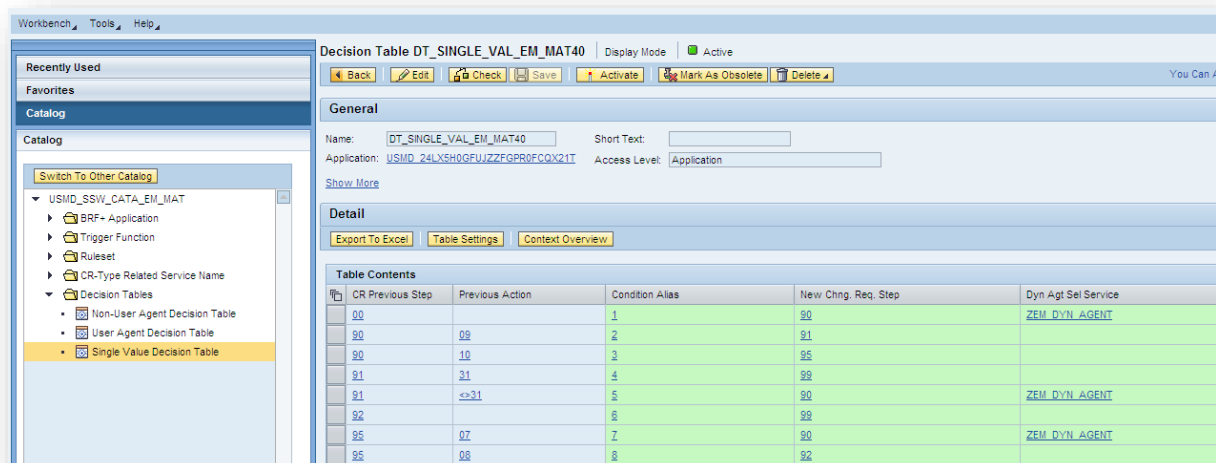 Workbench Tools Help
Decision Table DT_SINGLE_VAL_EM_MAT40 Display Mode Active
Recently Used
Back Edit Check Save Activate Mark As Obsolete Delete You Can A
Favorites
Catalog
General
Catalog
Name: DT_SINGLE_VAL_EM_MAT40 Short Text:
Application: USMD_24LX5H0GFUJZZFGPR0FCQX21T Access Level: Application
Switch To Other Catalog
Show More
USMD_SSW_CATA_EM_MAT
BRF+ Application
Detail
Trigger Function
Export To Excel Table Settings Context Overview
Ruleset
CR-Type Related Service Name
Table Contents
Decision Tables
CR Previous Step Previous Action Condition Alias New Chng. Req. Step Dyn Agt Sel Service
Non-User Agent Decision Table
00 1 90 ZEM_DYN_AGENT
User Agent Decision Table
90 09 2 91
Single Value Decision Table
90 10 3 95
91 31 4 99
91 <>31 5 90 ZEM_DYN_AGENT
92 6 99
95 07 7 90 ZEM_DYN_AGENT
95 08 8 92